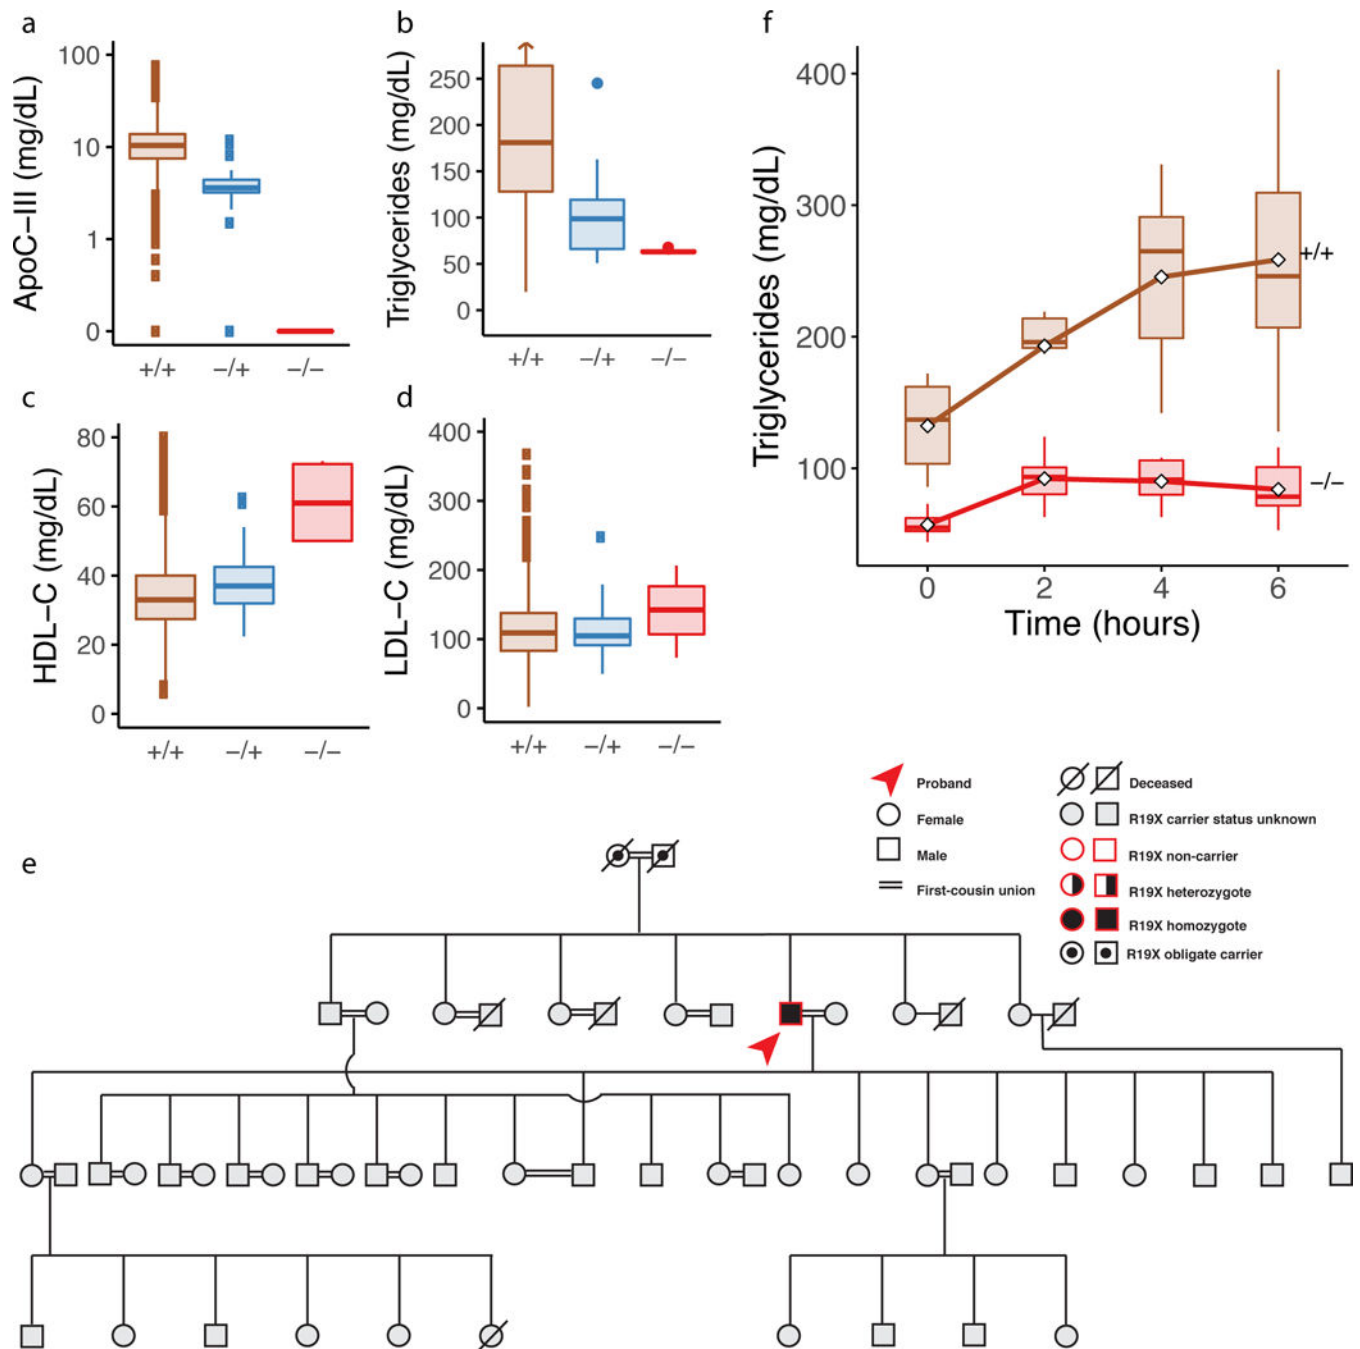 a
ApoC−III (mg/dL)
100
10
1
0
+/+
−/+
−/−
b
Triglycerides (mg/dL)
250
200
150
100
50
0
+/+
−/+
−/−
c
HDL−C (mg/dL)
80
60
40
20
0
+/+
−/+
−/−
d
LDL−C (mg/dL)
400
300
200
100
0
+/+
−/+
−/−
f
Triglycerides (mg/dL)
400
300
200
100
+/+
−/−
0
2
4
6
Time (hours)
e
Proband
Female
Male
First-cousin union
Deceased
R19X carrier status unknown
R19X non-carrier
R19X heterozygote
R19X homozygote
R19X obligate carrier